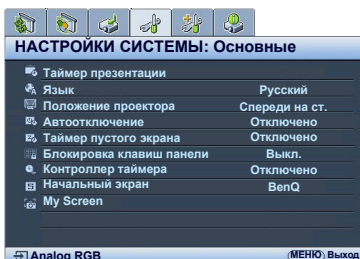 НАСТРОЙКИ СИСТЕМЫ: Основные
Таймер презентации
Язык Русский
Положение проектора Спереди на ст.
Автоотключение Отключено
Таймер пустого экрана Отключено
Блокировка клавиш панели Выкл.
Контроллер таймера Отключено
Начальный экран BenQ
My Screen
Analog RGB (МЕНЮ) Выход